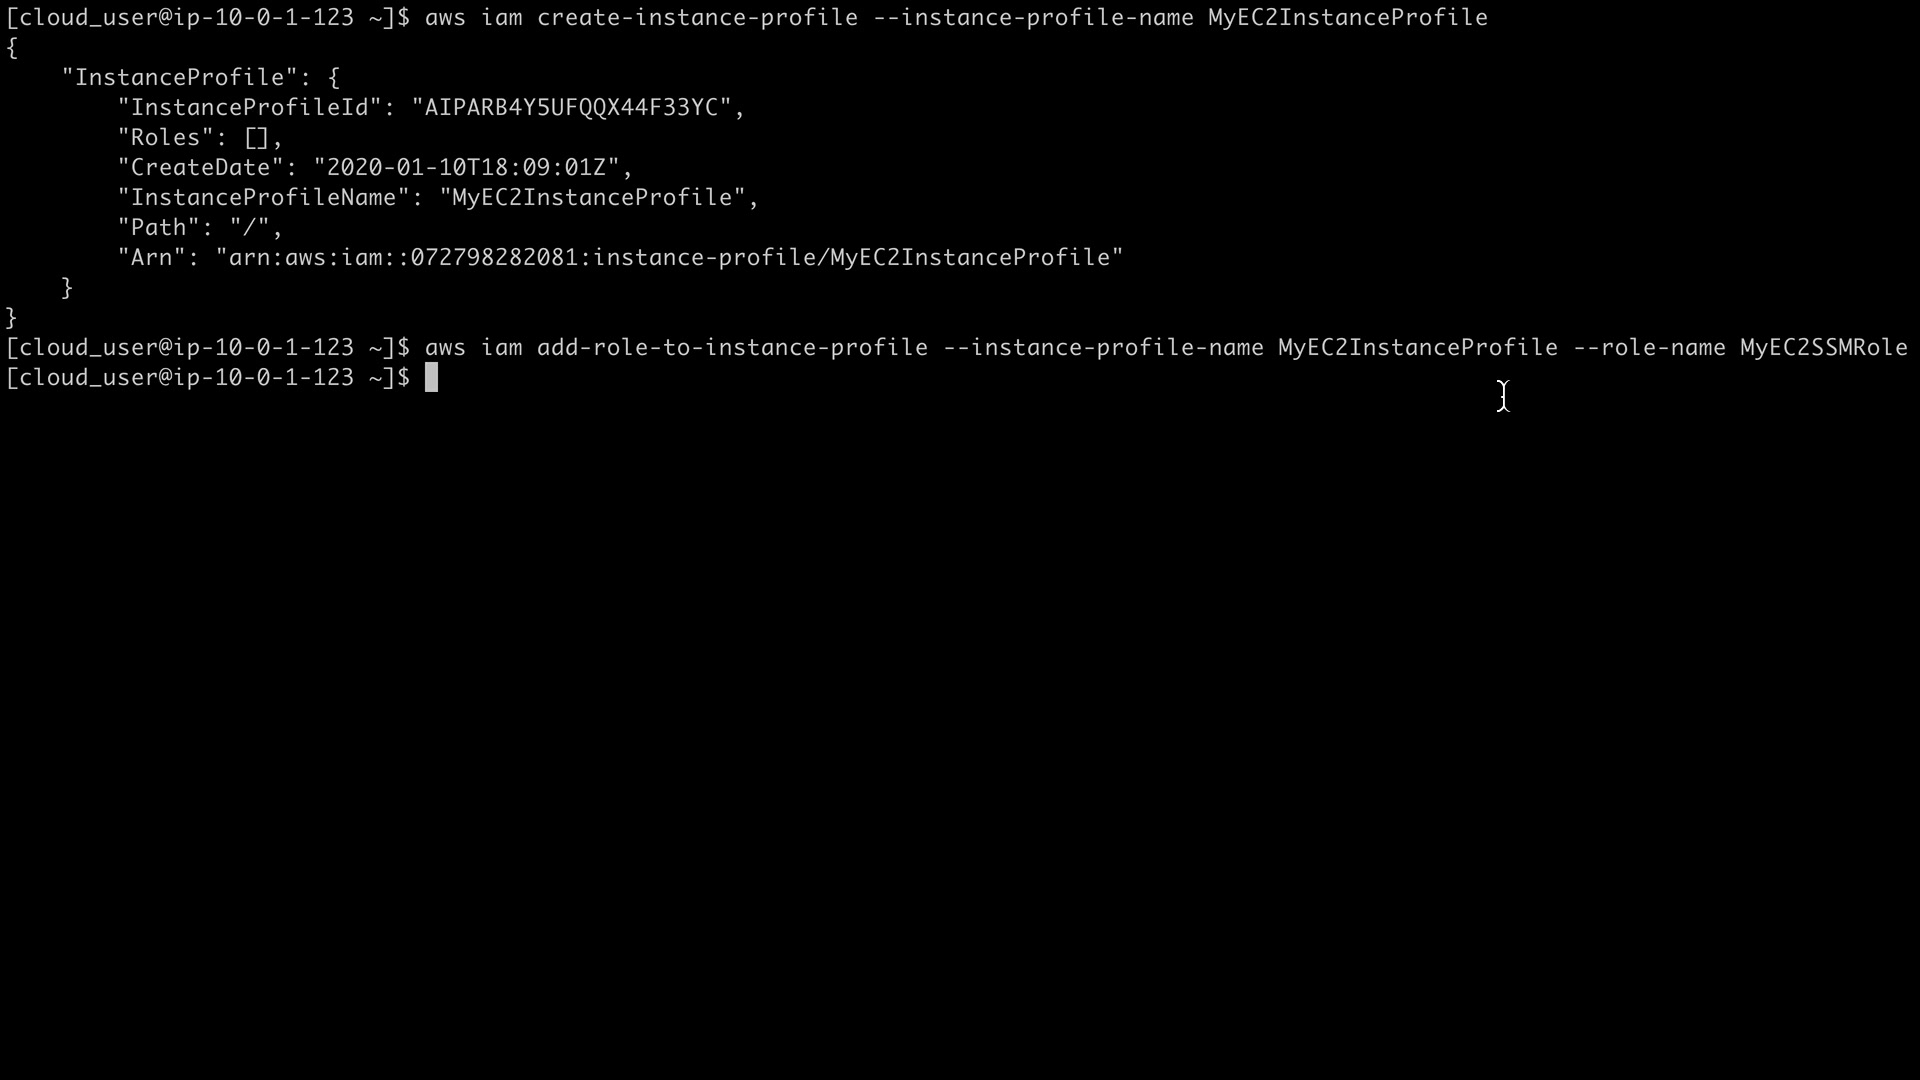 [cloud_user@ip-10-0-1-123 ~]$ aws iam create-instance-profile --instance-profile-name MyEC2InstanceProfile
{
    "InstanceProfile": {
        "InstanceProfileId": "AIPARB4Y5UFQQX44F33YC",
        "Roles": [],
        "CreateDate": "2020-01-10T18:09:01Z",
        "InstanceProfileName": "MyEC2InstanceProfile",
        "Path": "/",
        "Arn": "arn:aws:iam::072798282081:instance-profile/MyEC2InstanceProfile"
    }
}
[cloud_user@ip-10-0-1-123 ~]$ aws iam add-role-to-instance-profile --instance-profile-name MyEC2InstanceProfile --role-name MyEC2SSMRole
[cloud_user@ip-10-0-1-123 ~]$